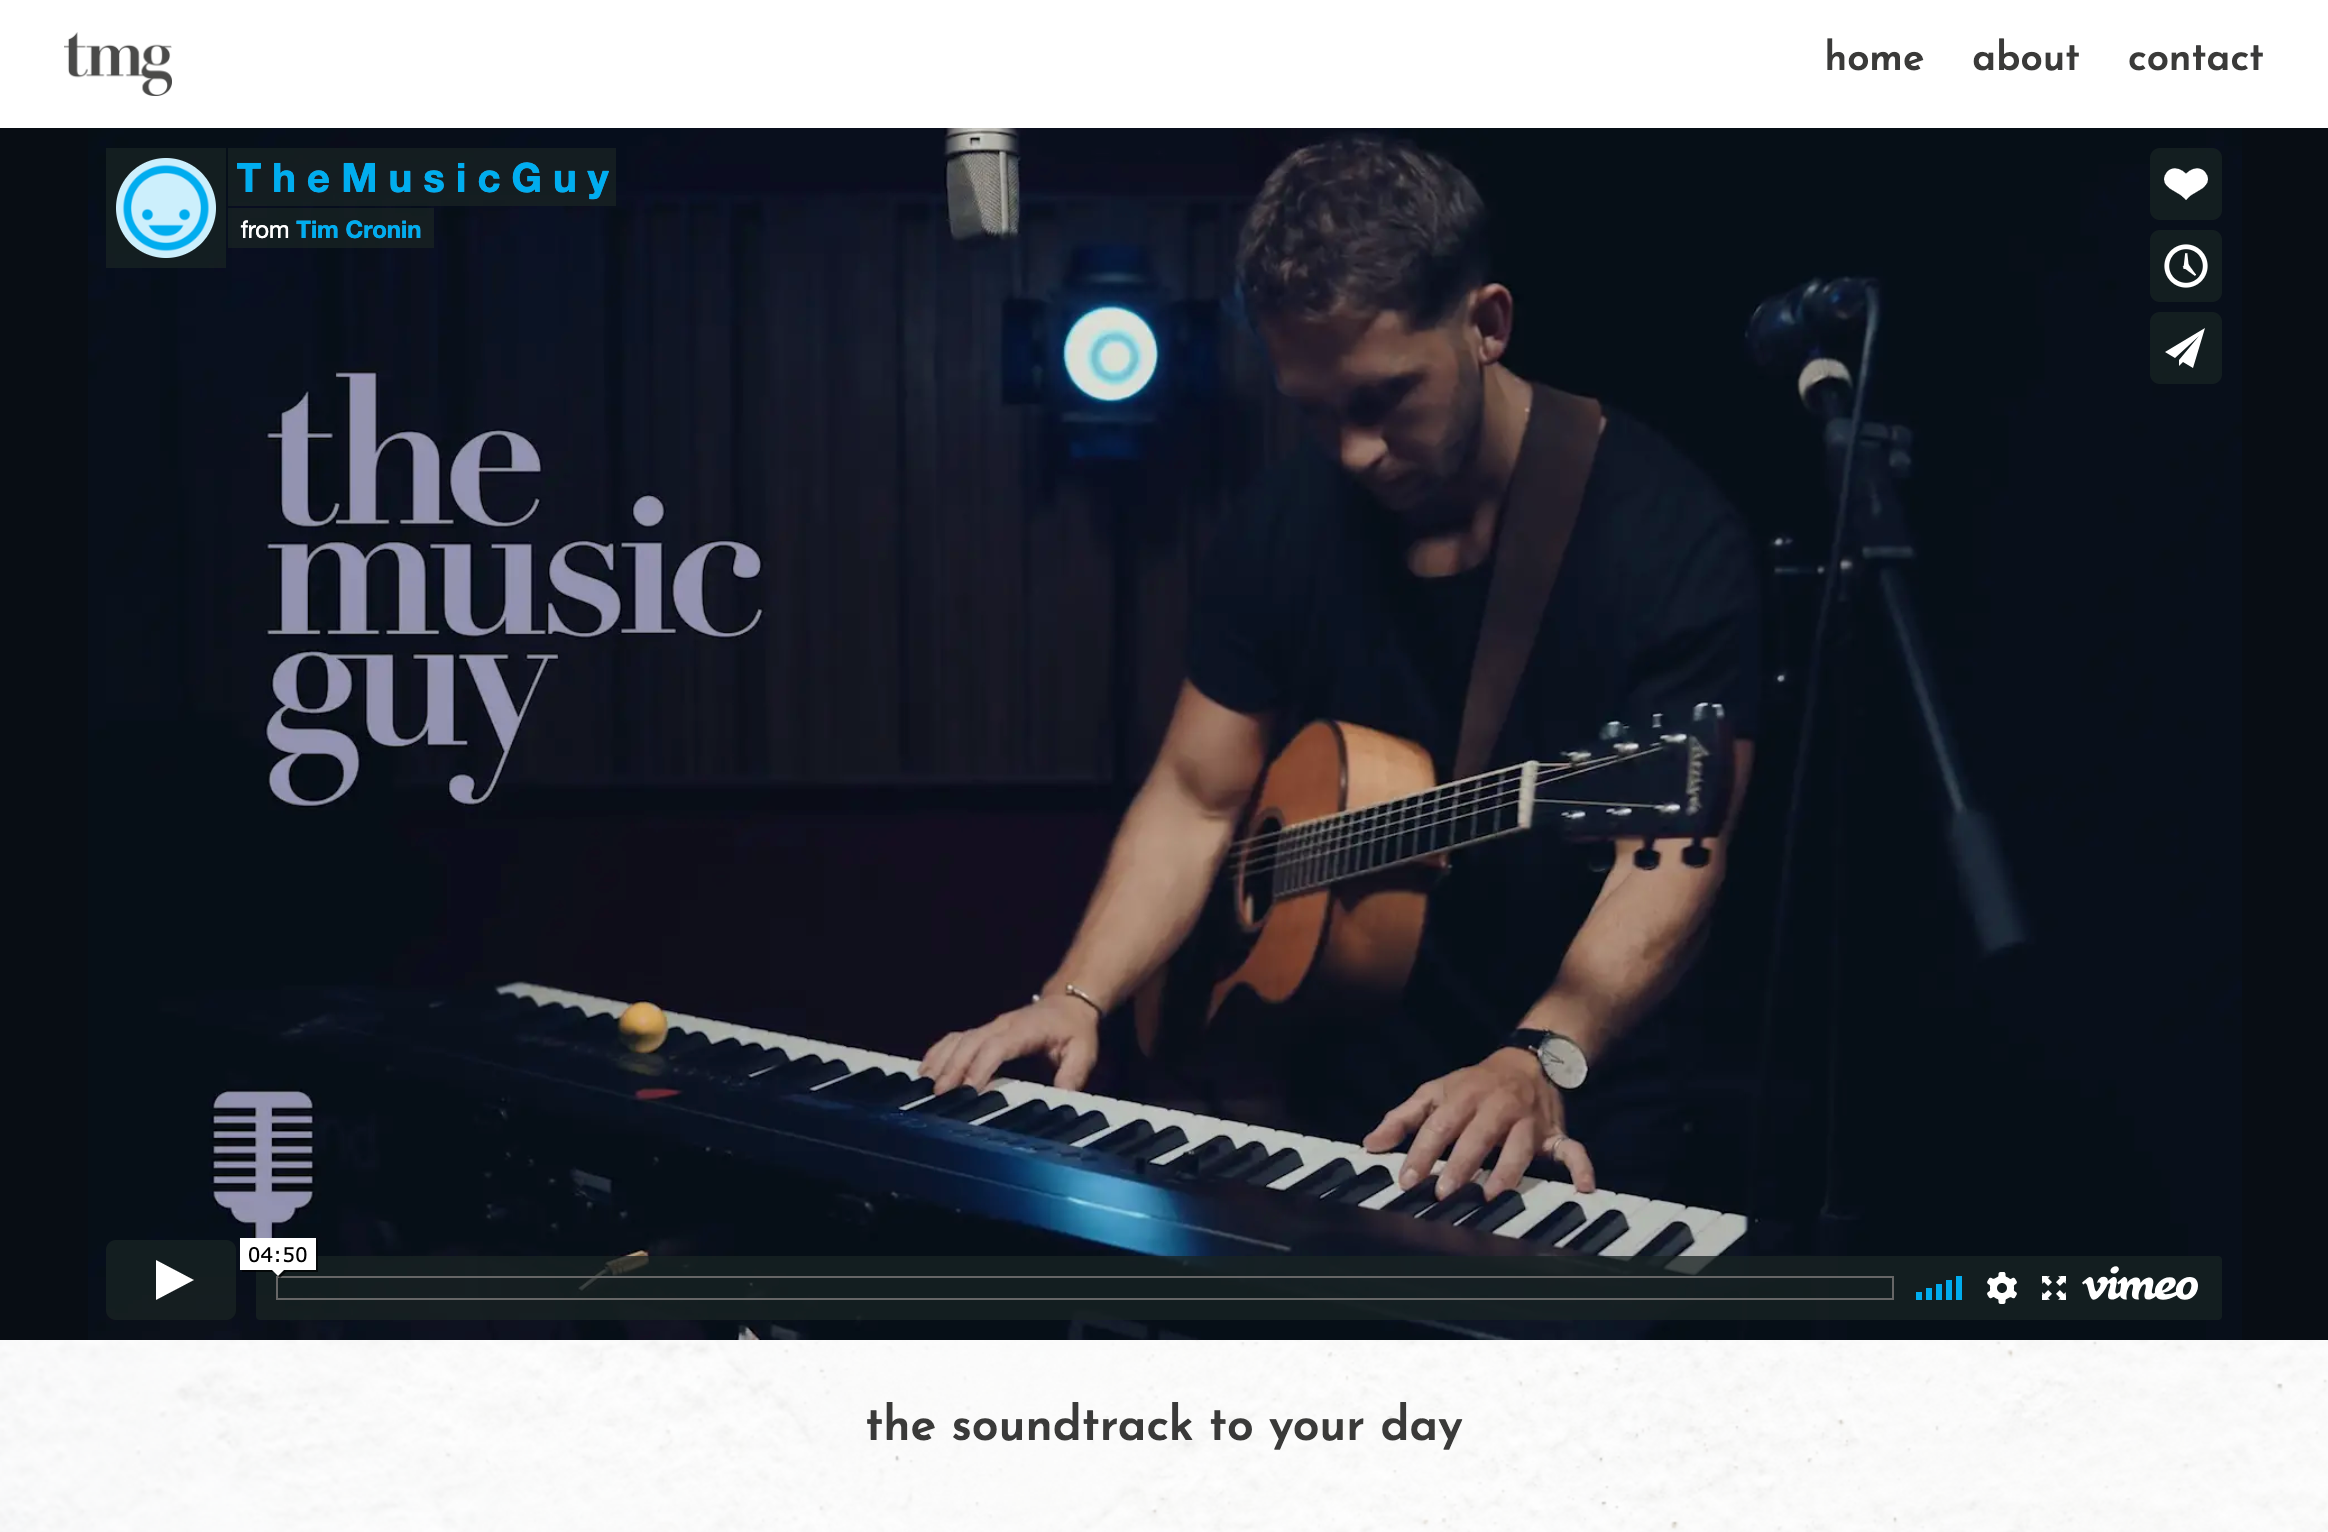 tmg
home about contact
TheMusicGuy
from Tim Cronin
the
music
guy
04:50
vimeo
the soundtrack to your day